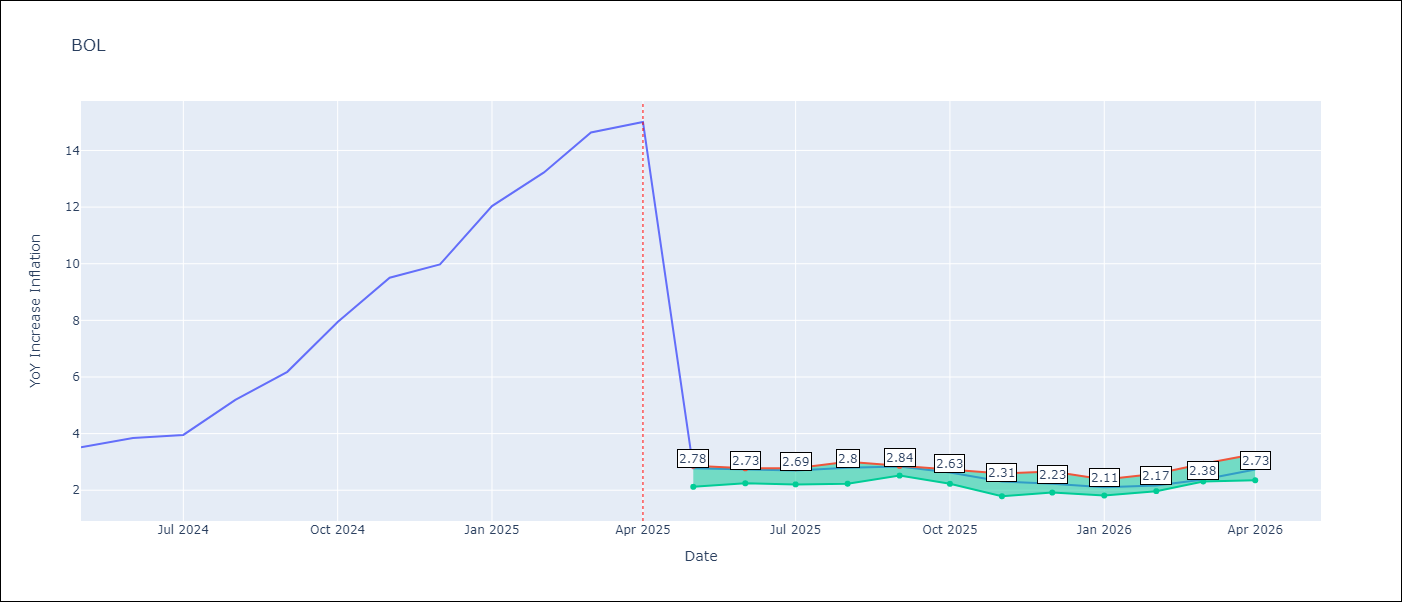 BOL
YoY Increase Inflation
14
12
10
8
6
4
2
2.78
2.73
2.69
2.8
2.84
2.63
2.31
2.23
2.11
2.17
2.38
2.73
Jul 2024
Oct 2024
Jan 2025
Apr 2025
Jul 2025
Oct 2025
Jan 2026
Apr 2026
Date